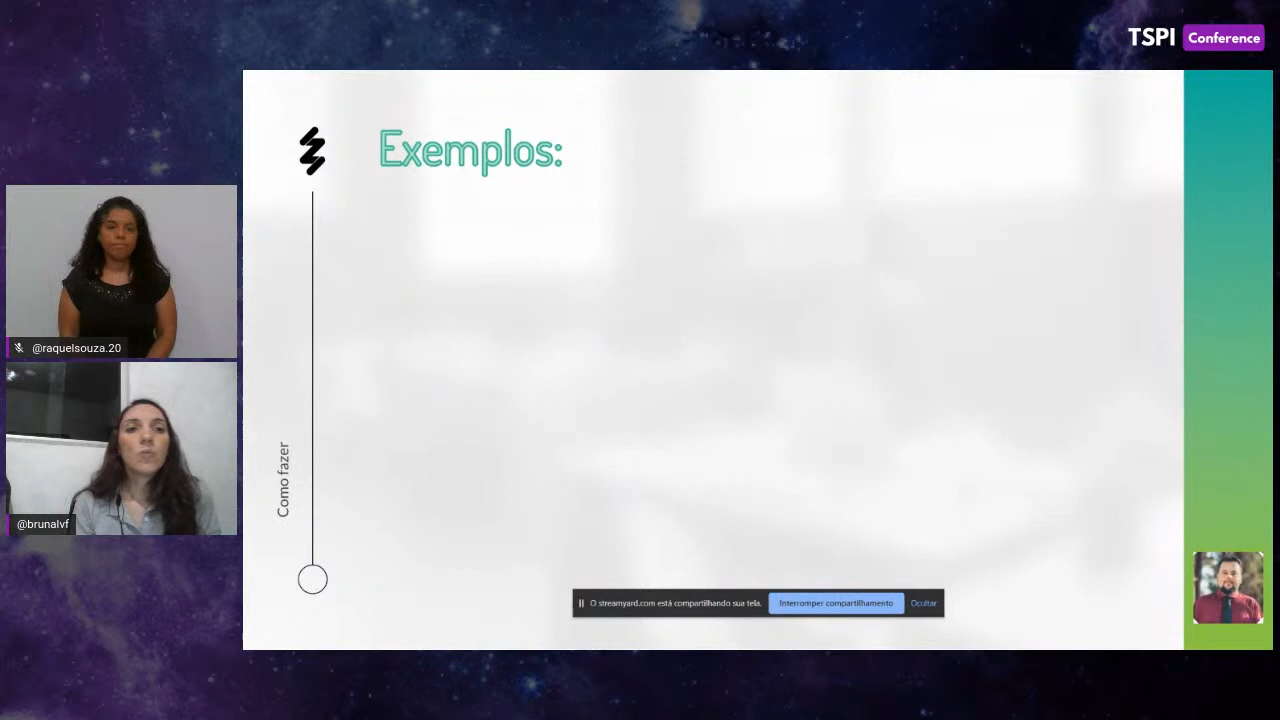 TSPI Conference
Exemplos:
@raquelsouza.20
Como fazer
@brunalvf
O streamyard.com está compartilhando sua tela. Interromper compartilhamento Ocultar